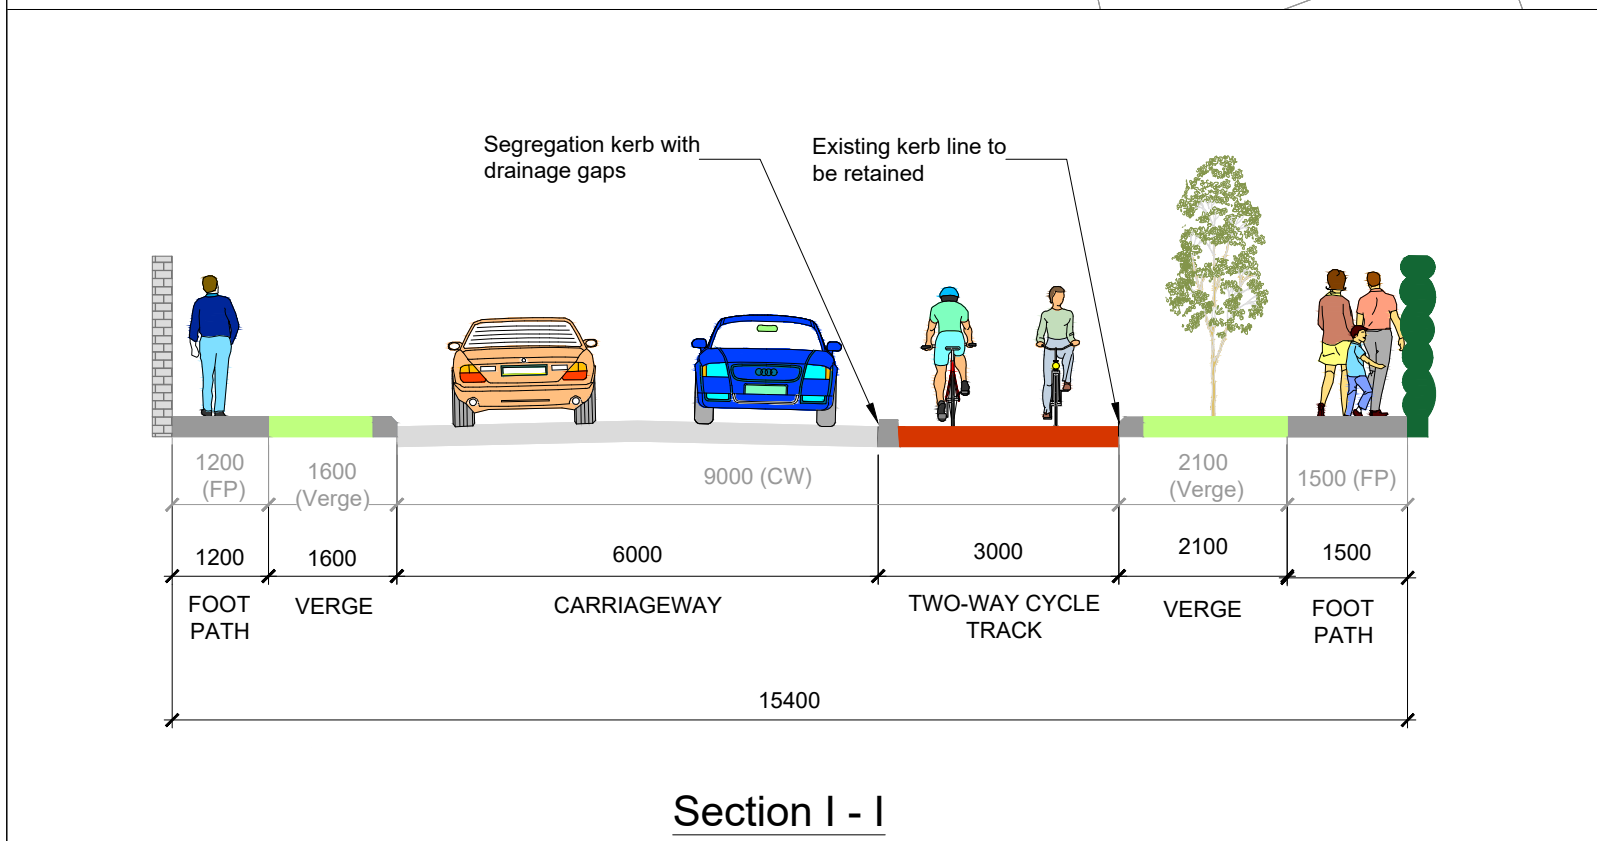 Segregation kerb with
drainage gaps
Existing kerb line to
be retained
1200
(FP)
1600
(Verge)
9000 (CW)
2100
(Verge)
1500 (FP)
1200
1600
6000
3000
2100
1500
FOOT
PATH
VERGE
CARRIAGEWAY
TWO-WAY CYCLE
TRACK
VERGE
FOOT
PATH
15400
Section I - I